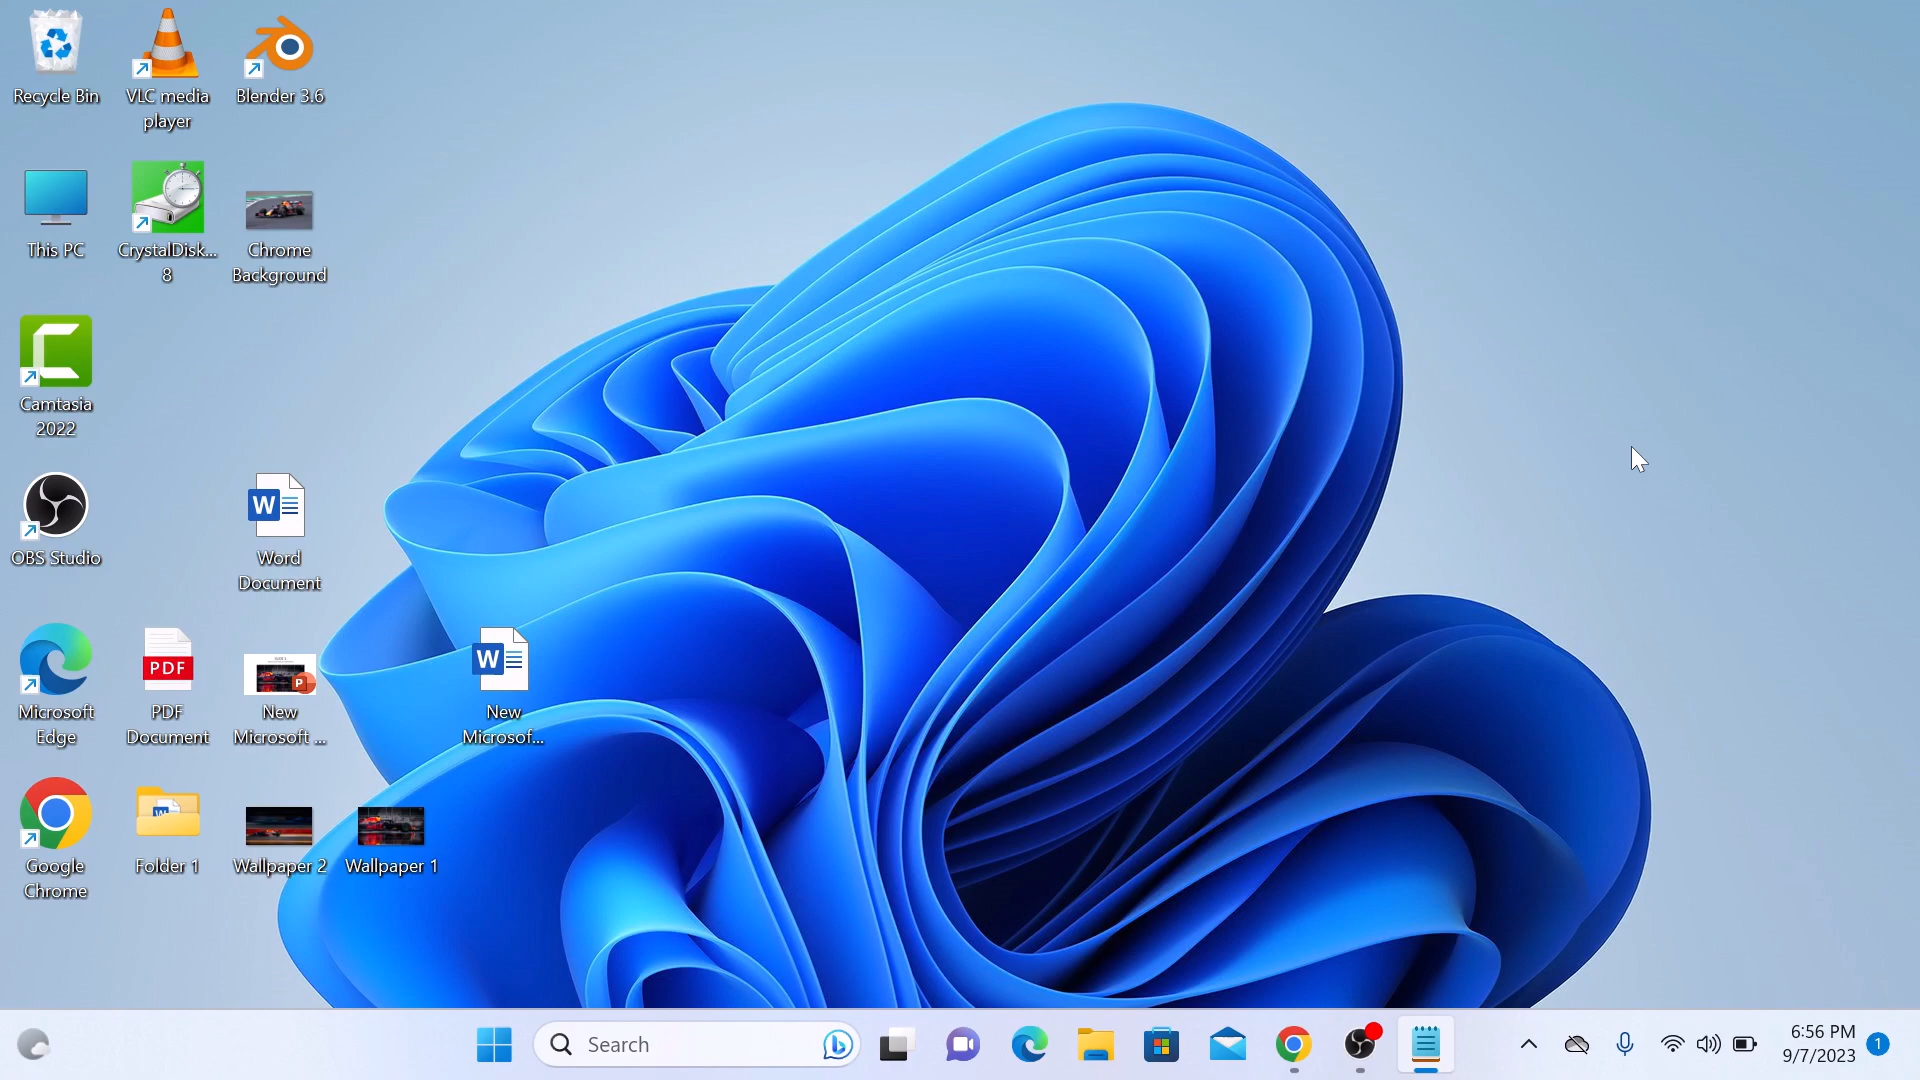 Recycle Bin
VLC media
player
Blender 3.6
This PC
CrystalDisk...
8
Chrome
Background
Camtasia
2022
OBS Studio
W
Word
Document
Microsoft
Edge
PDF
PDF
Document
P
New
Microsoft ...
W
New
Microsof...
Google
Chrome
W
Folder 1
Wallpaper 2
Wallpaper 1
Search
6:56 PM
9/7/2023
1